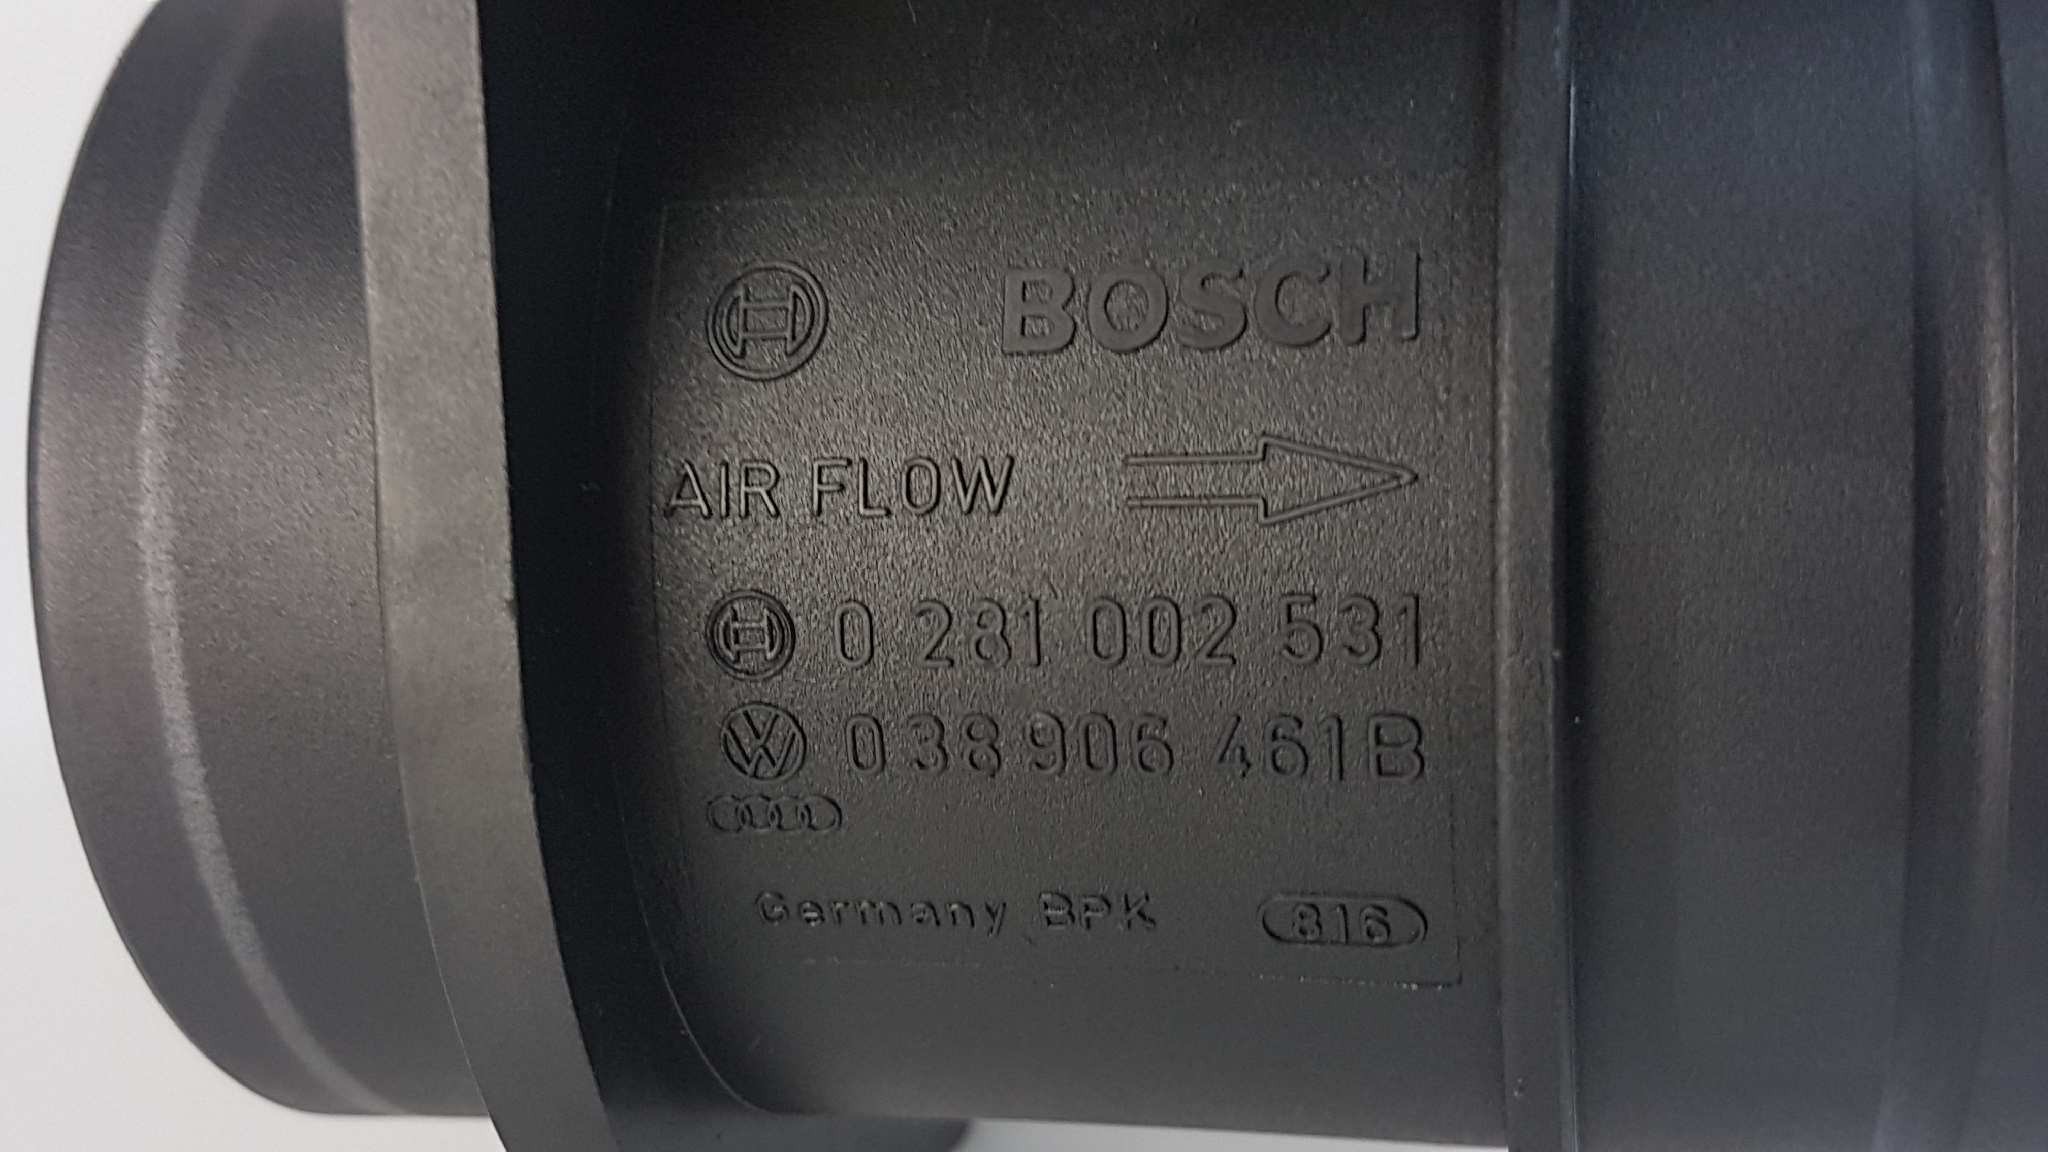 BOSCH
AIR FLOW
0 281 002 531
038 906 461B
Germany BPK 816